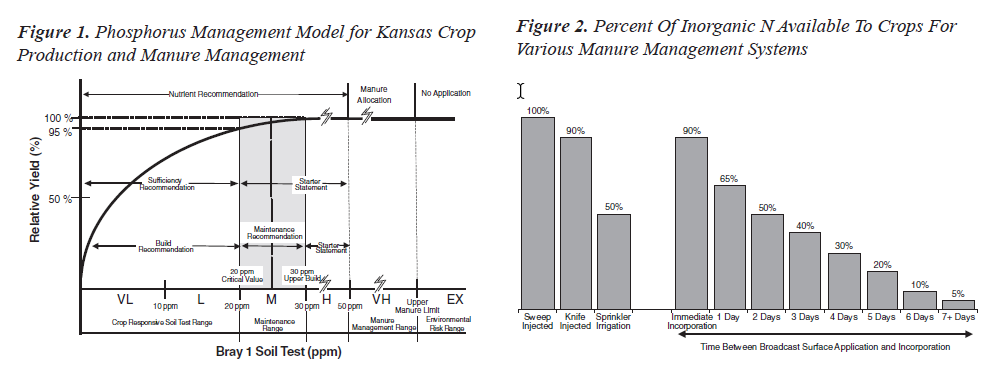 Figure 1. Phosphorus Management Model for Kansas Crop
Production and Manure Management
Nutrient Recommendation
Manure
Allocation
No Application
100 %
95 %
50 %
Relative Yield (%)
Sufficiency
Recommendation
Starter
Statement
Maintenance
Recommendation
Build
Recommendation
Starter
Statement
20 ppm
Critical Value
30 ppm
Upper Build
VL
L
M
H
VH
EX
10 ppm
20 ppm
30 ppm
50 ppm
Upper
Manure Limit
Crop Responsive Soil Test Range
Maintenance
Range
Manure
Management Range
Environmental
Risk Range
Bray 1 Soil Test (ppm)
Figure 2. Percent Of Inorganic N Available To Crops For
Various Manure Management Systems
100%
90%
50%
90%
65%
50%
40%
30%
20%
10%
5%
Sweep
Injected
Knife
Injected
Sprinkler
Irrigation
Immediate
Incorporation
1 Day
2 Days
3 Days
4 Days
5 Days
6 Days
7+ Days
Time Between Broadcast Surface Application and Incorporation